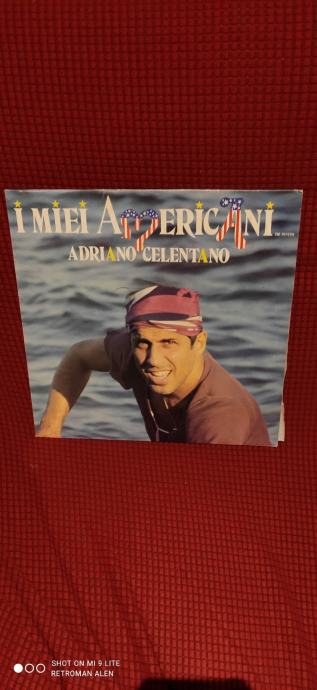 I MIEI AMERICANI
ADRIANO CELENTANO
SHOT ON MI 9 LITE
RETROMAN ALEN